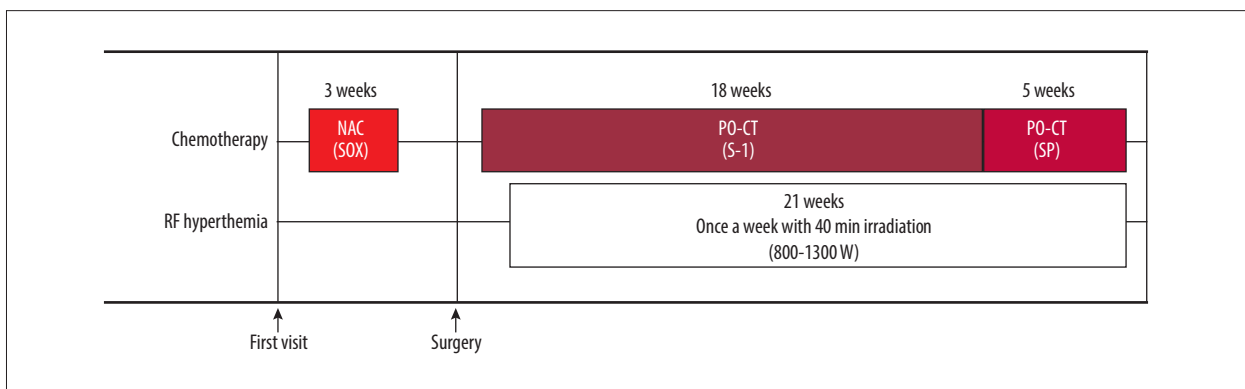 3 weeks
18 weeks
5 weeks
Chemotherapy
NAC
(SOX)
PO-CT
(S-1)
PO-CT
(SP)
RF hyperthemia
21 weeks
Once a week with 40 min irradiation
(800-1300 W)
First visit
Surgery